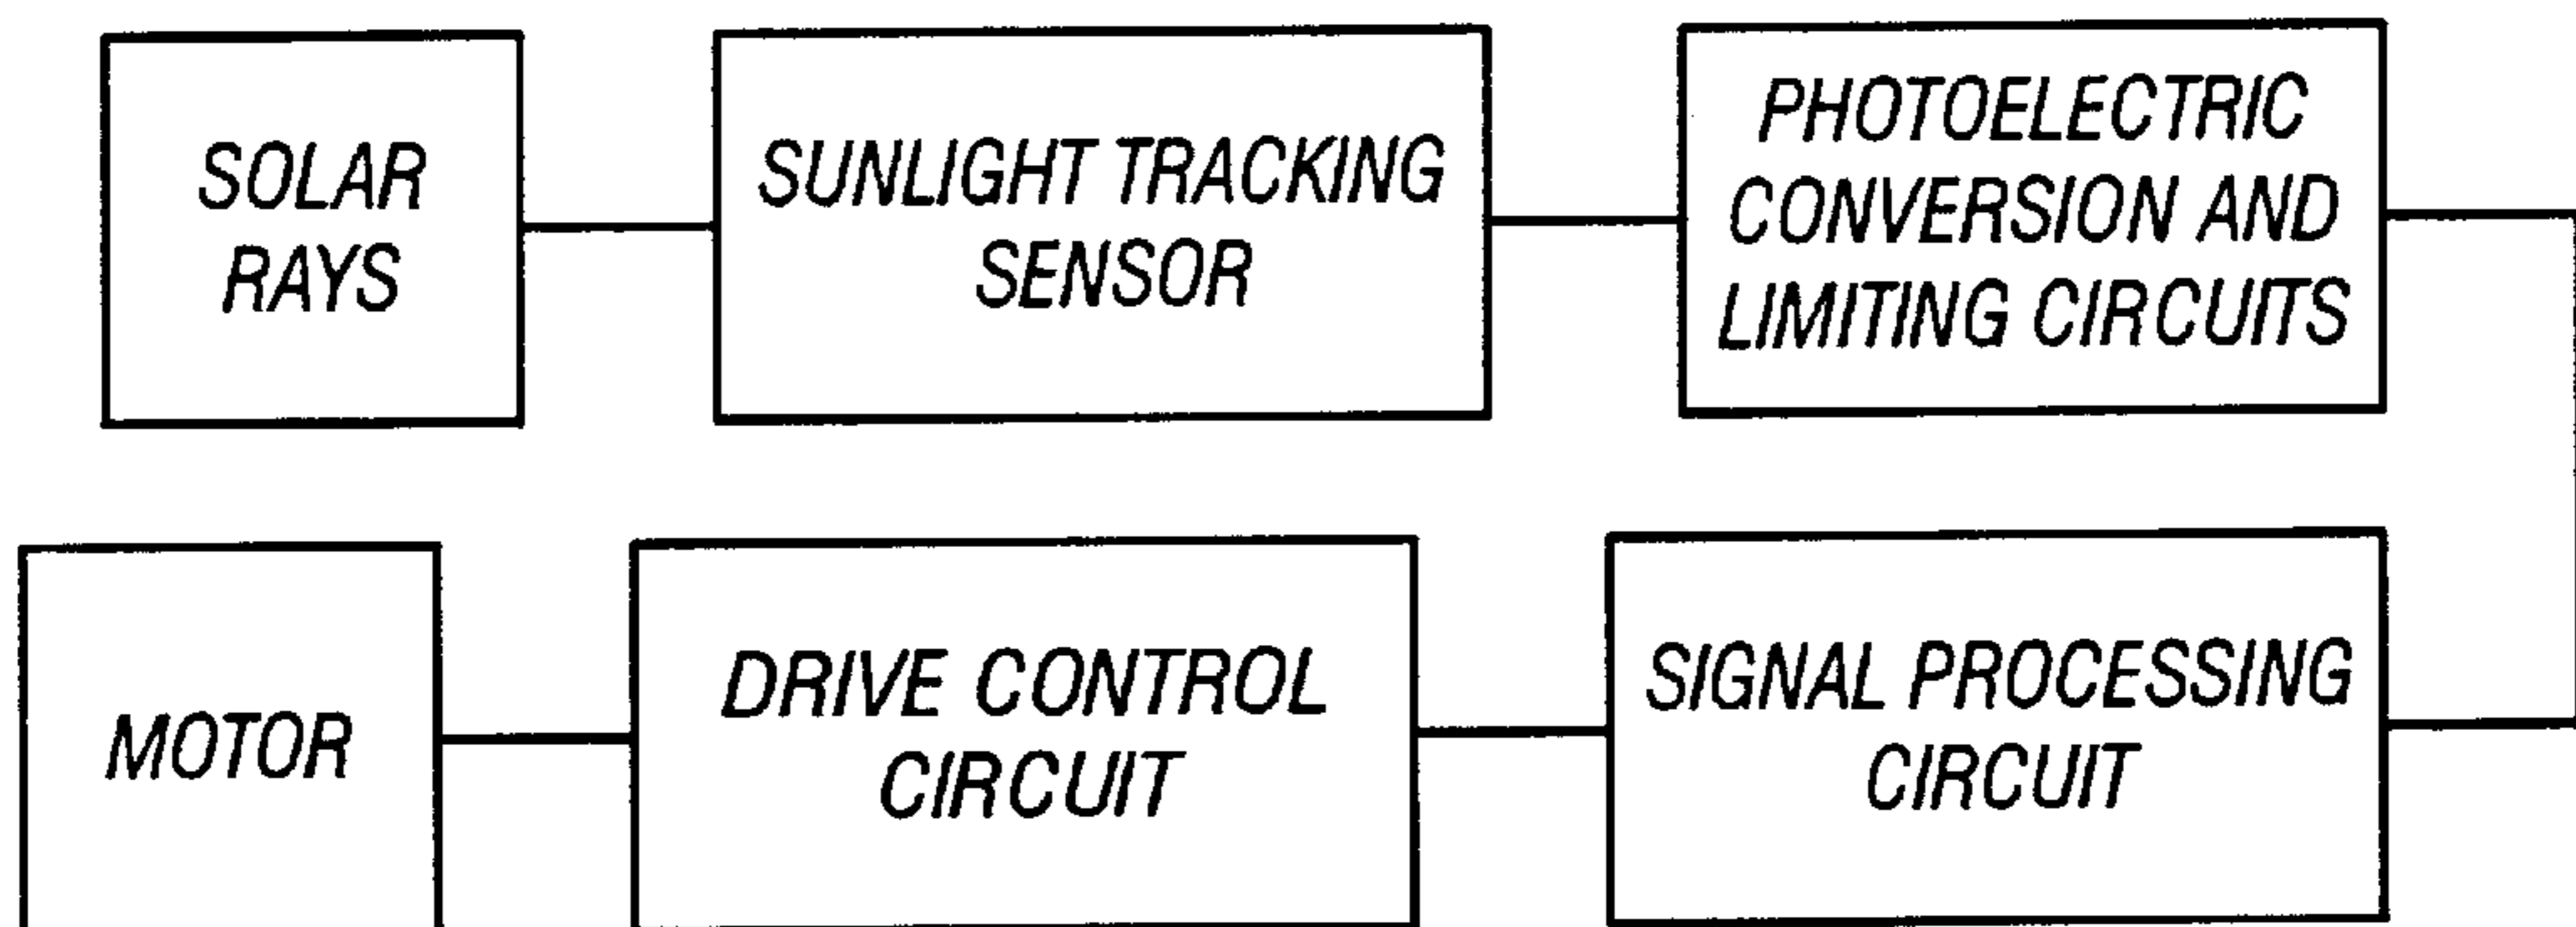 SOLAR
RAYS
SUNLIGHT TRACKING
SENSOR
PHOTOELECTRIC
CONVERSION AND
LIMITING CIRCUITS
MOTOR
DRIVE CONTROL
CIRCUIT
SIGNAL PROCESSING
CIRCUIT